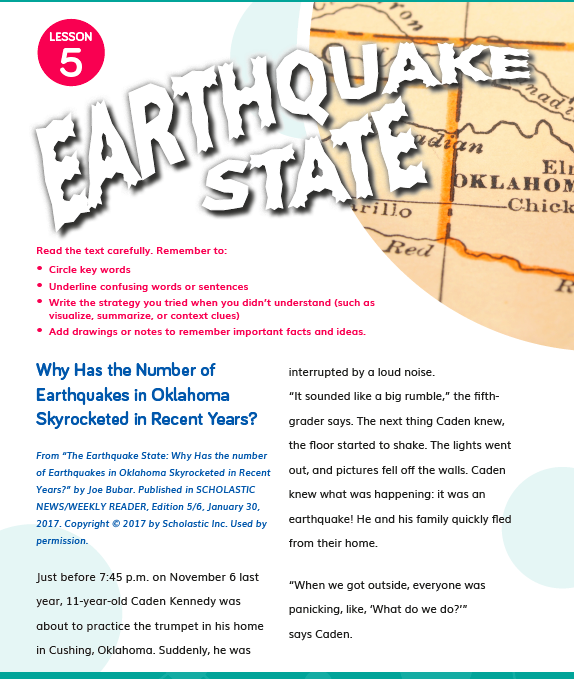 LESSON
5
EARTHQUAKE
STATE
adian
Eln
OKLAHOM
Chick
rillo
Red
R
Read the text carefully. Remember to:
• Circle key words
• Underline confusing words or sentences
• Write the strategy you tried when you didn’t understand (such as
visualize, summarize, or context clues)
• Add drawings or notes to remember important facts and ideas.
Why Has the Number of
Earthquakes in Oklahoma
Skyrocketed in Recent Years?
From “The Earthquake State: Why Has the number
of Earthquakes in Oklahoma Skyrocketed in Recent
Years?” by Joe Bubar. Published in SCHOLASTIC
NEWS/WEEKLY READER, Edition 5/6, January 30,
2017. Copyright © 2017 by Scholastic Inc. Used by
permission.
Just before 7:45 p.m. on November 6 last
year, 11-year-old Caden Kennedy was
about to practice the trumpet in his home
in Cushing, Oklahoma. Suddenly, he was
interrupted by a loud noise.
“It sounded like a big rumble,” the fifth-
grader says. The next thing Caden knew,
the floor started to shake. The lights went
out, and pictures fell off the walls. Caden
knew what was happening: it was an
earthquake! He and his family quickly fled
from their home.
“When we got outside, everyone was
panicking, like, ‘What do we do?’”
says Caden.